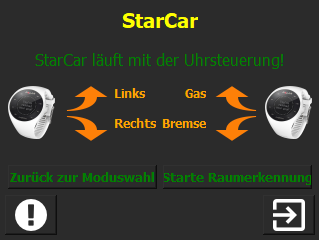 StarCar
StarCar läuft mit der Uhrsteuerung!
Links Gas
Rechts Bremse
Zurück zur Moduswahl Starte Raumerkennung